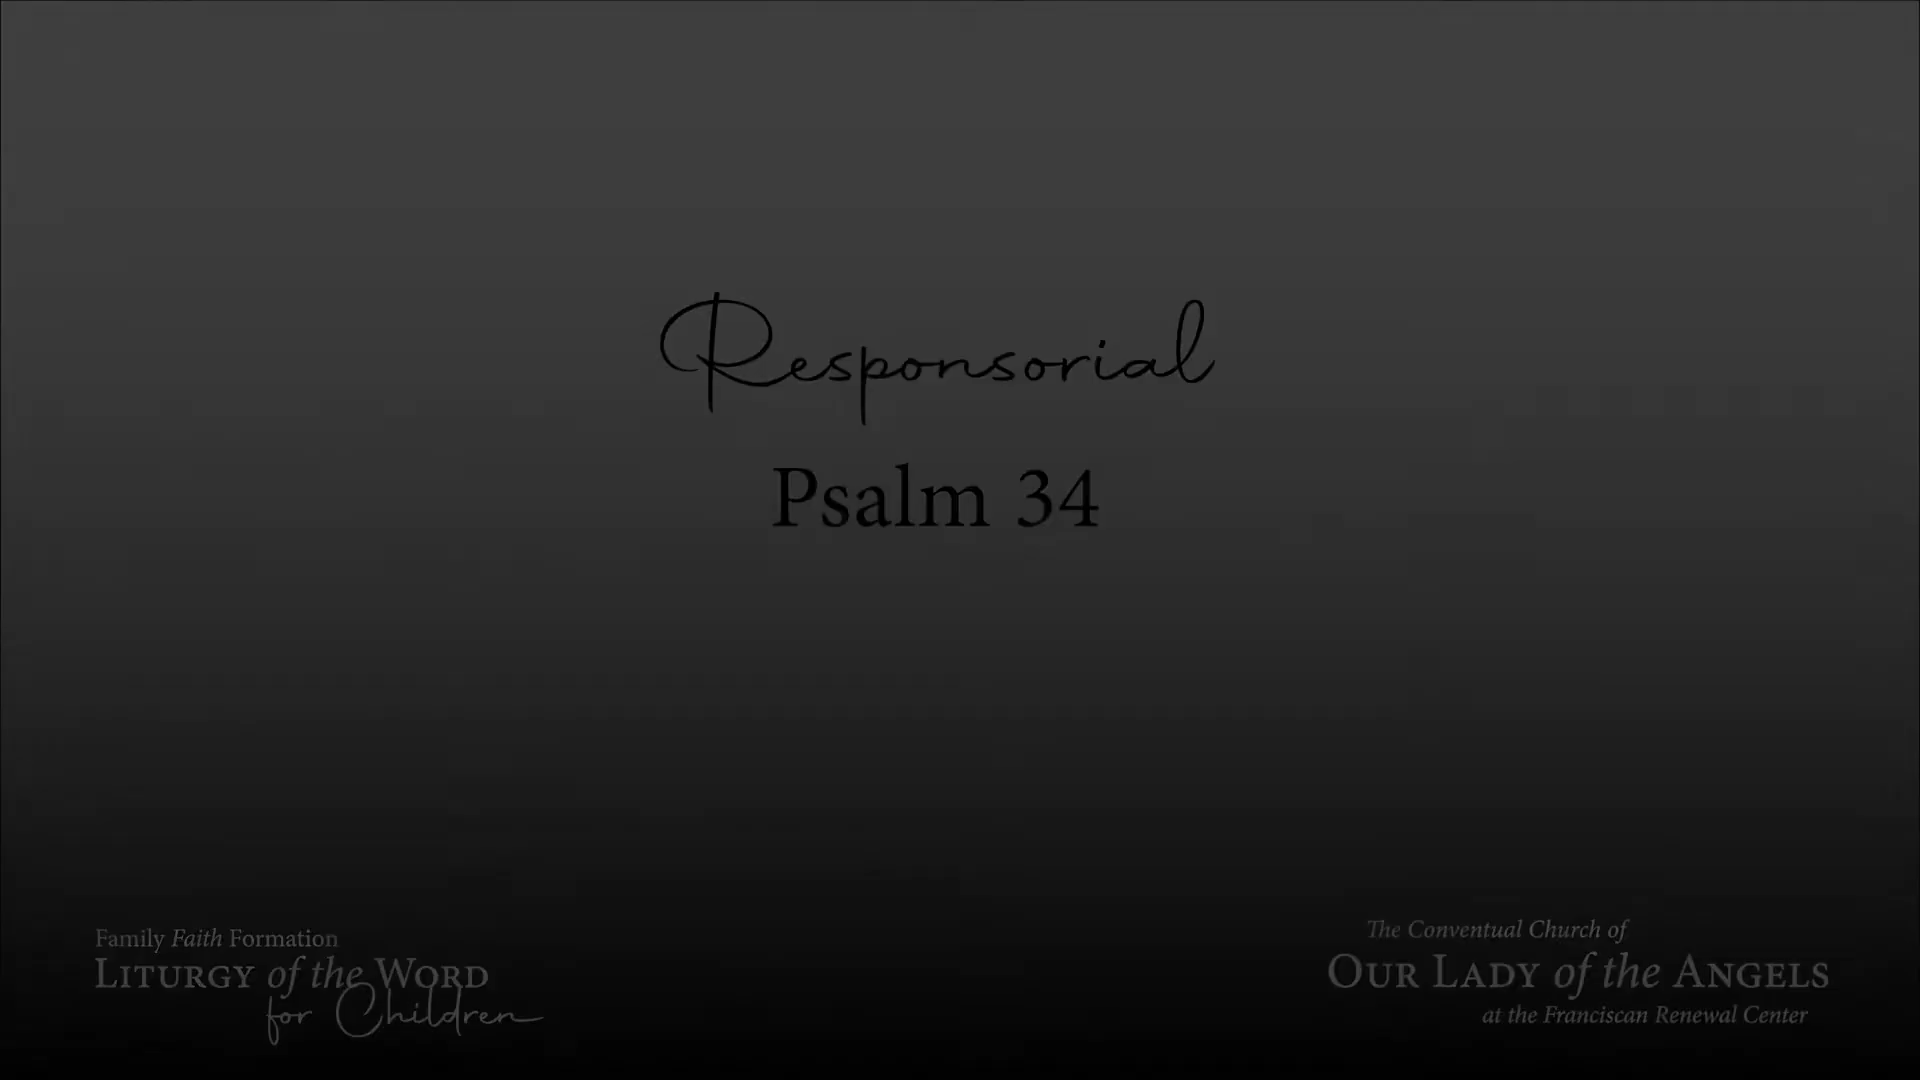 Responsorial
Psalm 34
Family Faith Formation
Liturgy of the Word
for Children
The Conventual Church of
Our Lady of the Angels
at the Franciscan Renewal Center